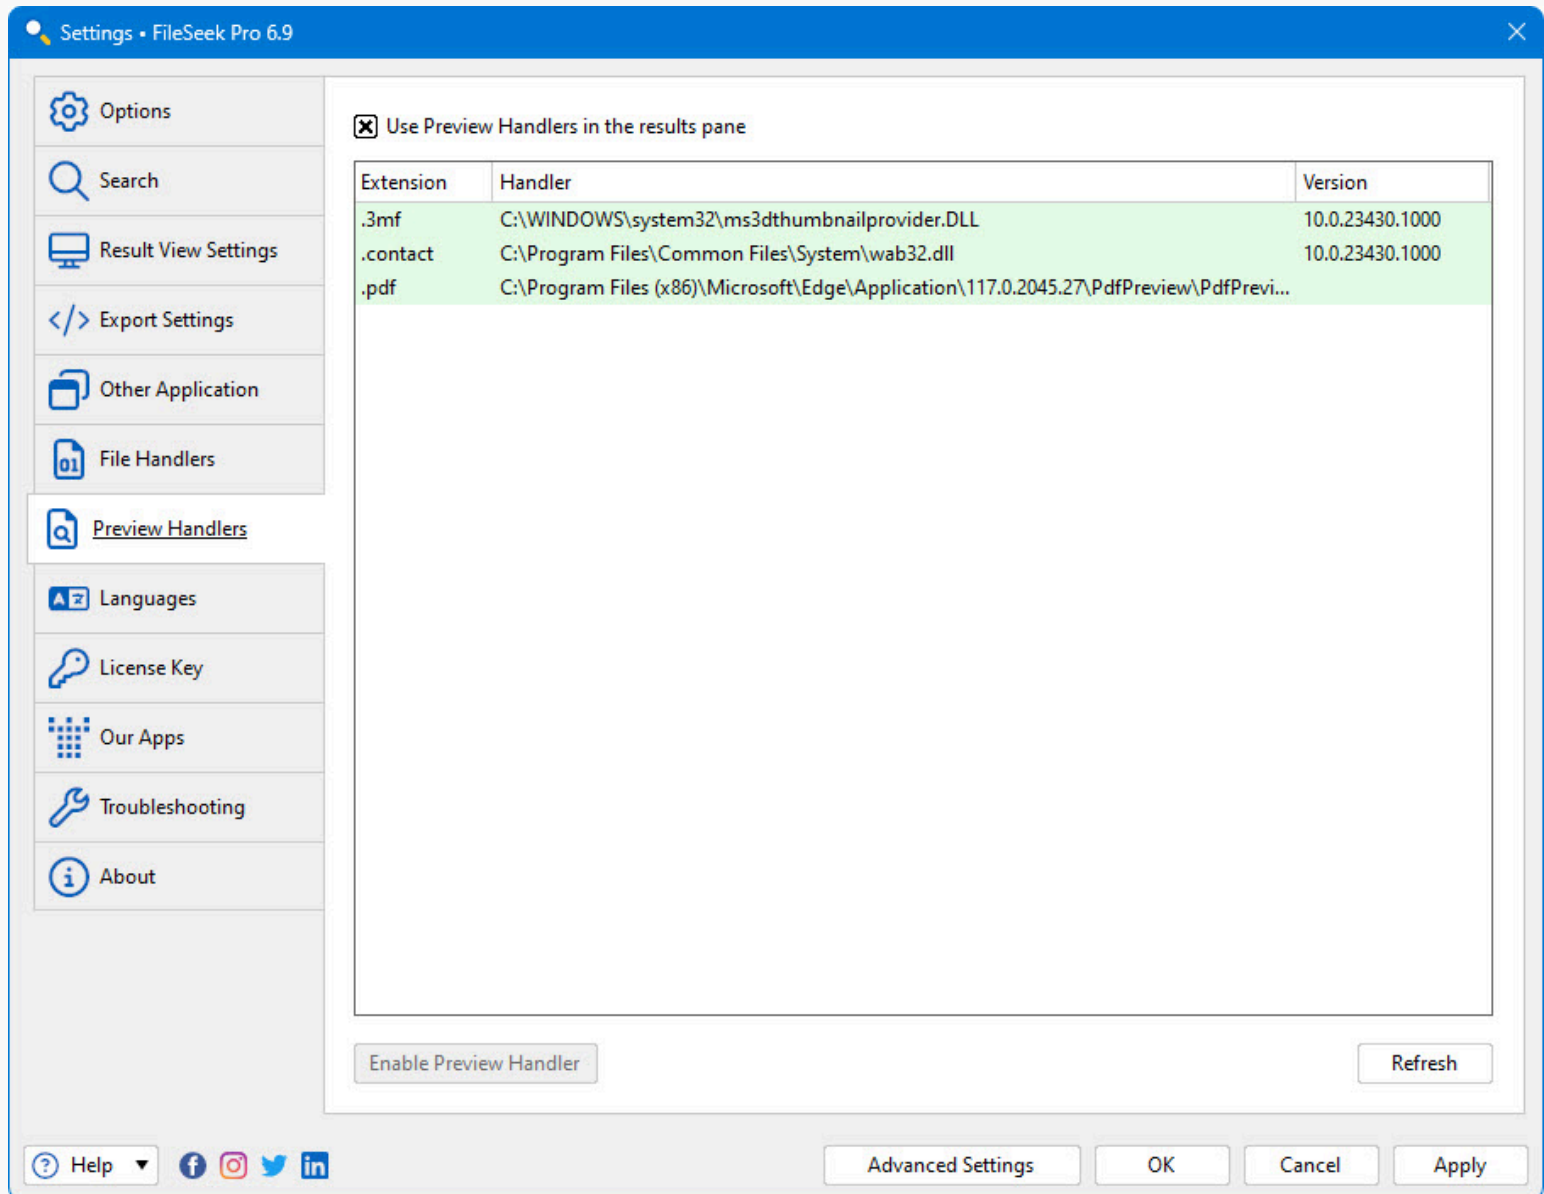 Settings • FileSeek Pro 6.9
Options
Search
Result View Settings
Export Settings
Other Application
File Handlers
Preview Handlers
Languages
License Key
Our Apps
Troubleshooting
About
Use Preview Handlers in the results pane
Extension Handler Version
.3mf C:\WINDOWS\system32\ms3dthumbnailprovider.DLL 10.0.23430.1000
.contact C:\Program Files\Common Files\System\wab32.dll 10.0.23430.1000
.pdf C:\Program Files (x86)\Microsoft\Edge\Application\117.0.2045.27\PdfPreview\PdfPrevi...
Enable Preview Handler Refresh
Help Advanced Settings OK Cancel Apply